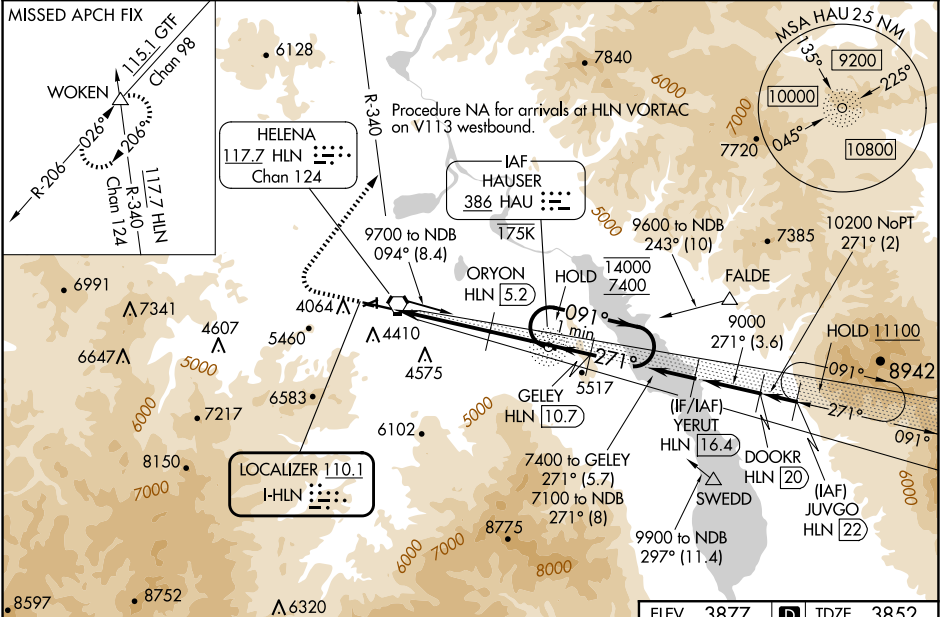 MISSED APCH FIX
115.1 GTF
Chan 98
WOKEN
026°
206°
R-206
117.7 HLN
R-340
Chan 124
6128
R-340
7840
6000
7000
7720
Procedure NA for arrivals at HLN VORTAC
on V113 westbound.
MSA HAU 25 NM
135°
9200
225°
10000
045°
10800
HELENA
117.7 HLN
Chan 124
IAF
HAUSER
386 HAU
175K
5000
9700 to NDB
094° (8.4)
9600 to NDB
243° (10)
7385
10200 NoPT
271° (2)
ORYON
HLN 5.2
HOLD
14000
7400
FALDE
6991
7341
4064
4607
5460
4410
4575
6647
5000
091°
1 min
271°
9000
271° (3.6)
HOLD 11100
8942
091°
271°
091°
5517
GELEY
HLN 10.7
6583
7217
6000
6102
5000
(IF/IAF)
YERUT
HLN 16.4
DOOKR
HLN 20
(IAF)
JUVGO
HLN 22
6000
8150
7000
LOCALIZER 110.1
I-HLN
7400 to GELEY
271° (5.7)
7100 to NDB
271° (8)
SWEDD
9900 to NDB
297° (11.4)
8775
6000
7000
8000
8597
8752
6320
ELEV 3877 D TDZE 3852